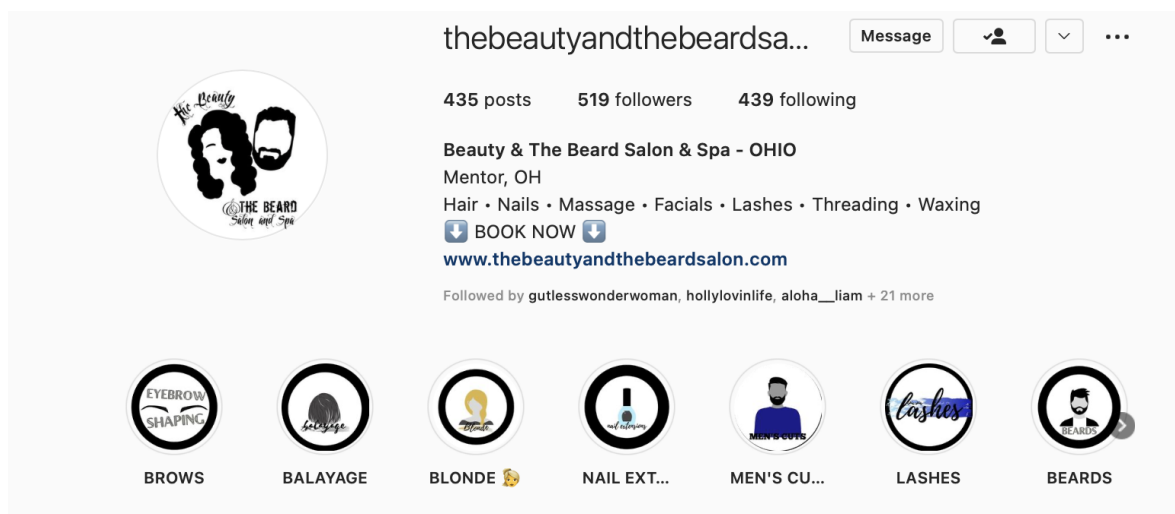 thebeautyandthebeardsa...
Message
435 posts 519 followers 439 following
Beauty & The Beard Salon & Spa - OHIO
Mentor, OH
Hair • Nails • Massage • Facials • Lashes • Threading • Waxing
⬇️ BOOK NOW ⬇️
www.thebeautyandthebeardsalon.com
Followed by gutlesswonderwoman, hollylovinlife, aloha__liam + 21 more
The Beauty
& THE BEARD
Salon and Spa
EYEBROW
SHAPING
balayage
Blonde
nail extensions
MEN'S CUTS
lashes
BEARDS
BROWS BALAYAGE BLONDE NAIL EXT... MEN'S CU... LASHES BEARDS